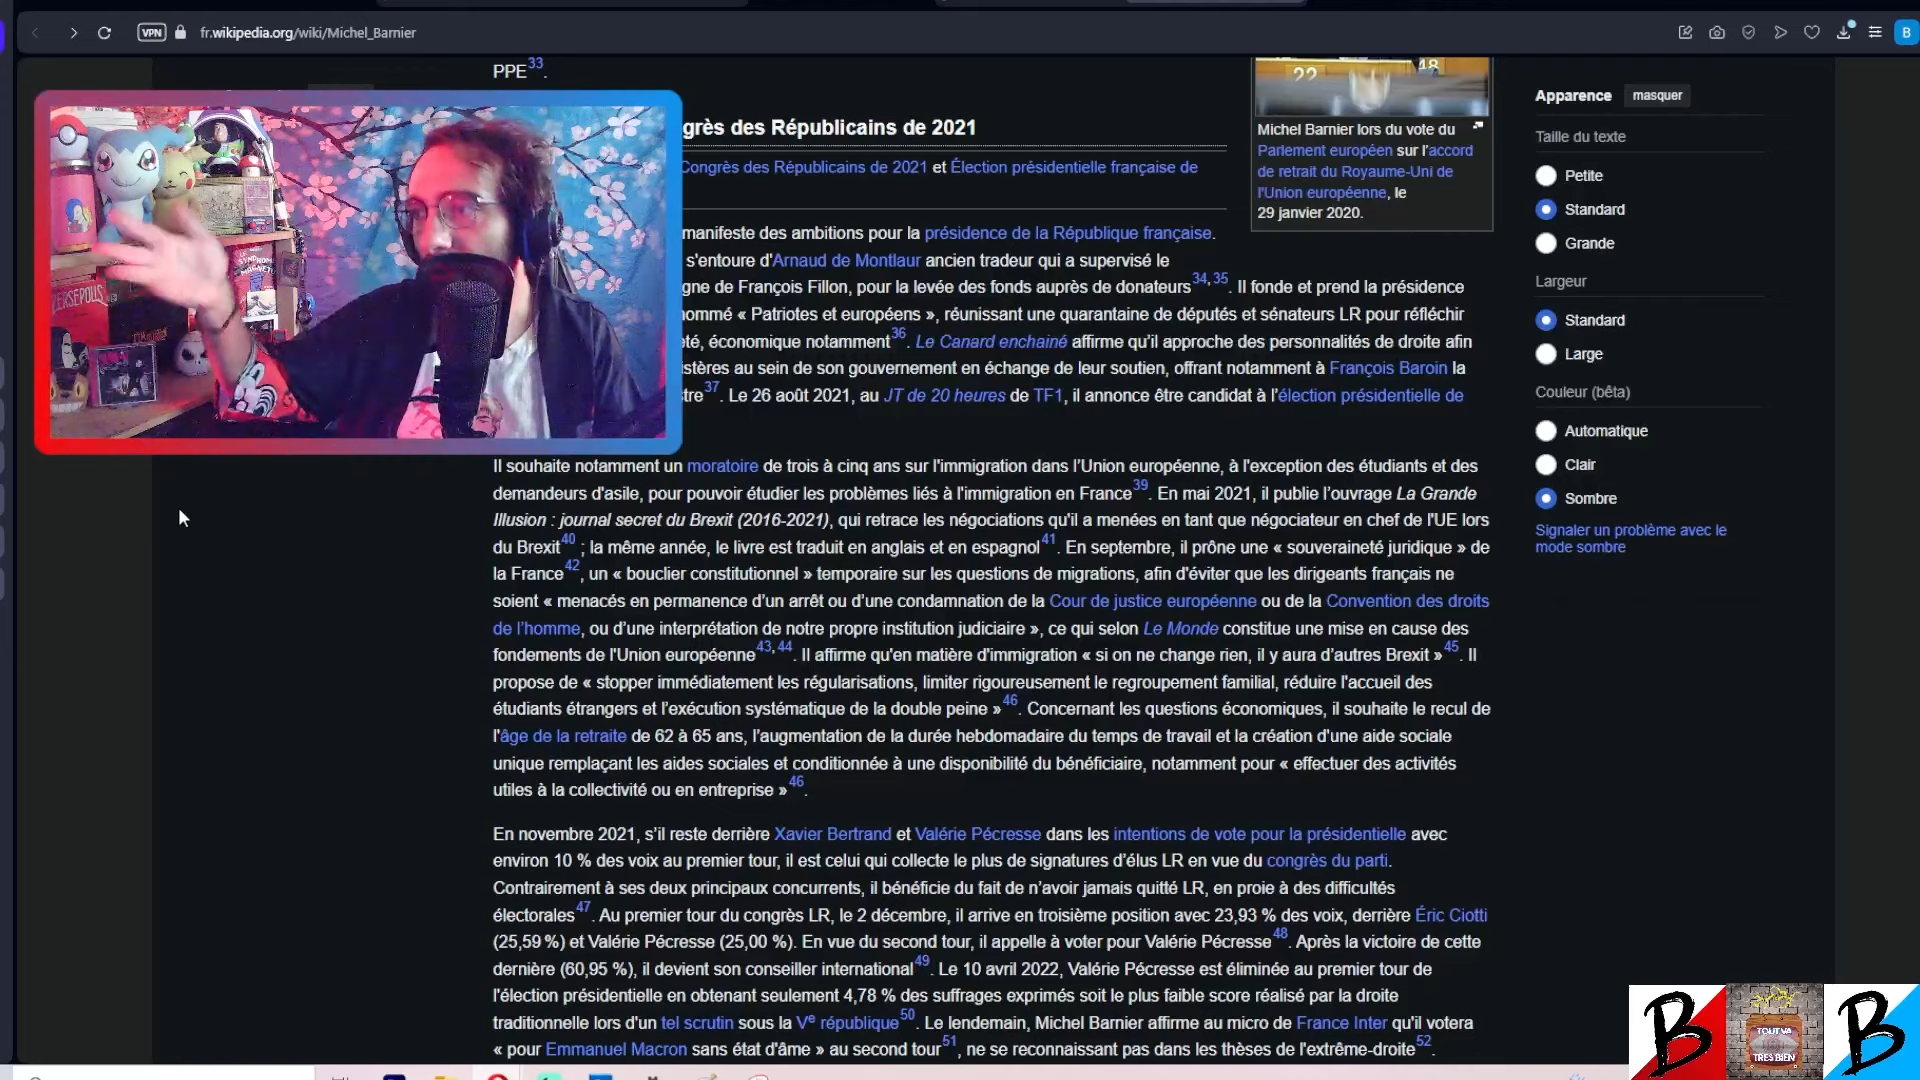 VPN
fr.wikipedia.org/wiki/Michel_Barnier
B
PPE33.
22
18
Michel Barnier lors du vote du
Parlement européen sur l'accord
de retrait du Royaume-Uni de
l'Union européenne, le
29 janvier 2020.
Apparence masquer
Taille du texte
Petite
Standard
Grande
Largeur
Standard
Large
Couleur (bêta)
Automatique
Clair
Sombre
Signaler un problème avec le
mode sombre
grès des Républicains de 2021
Congrès des Républicains de 2021 et Élection présidentielle française de
manifeste des ambitions pour la présidence de la République française.
s'entoure d'Arnaud de Montlaur ancien tradeur qui a supervisé le
gne de François Fillon, pour la levée des fonds auprès de donateurs34,35. Il fonde et prend la présidence
ommé « Patriotes et européens », réunissant une quarantaine de députés et sénateurs LR pour réfléchir
té, économique notamment36. Le Canard enchainé affirme qu'il approche des personnalités de droite afin
stères au sein de son gouvernement en échange de leur soutien, offrant notamment à François Baroin la
tre37. Le 26 août 2021, au JT de 20 heures de TF1, il annonce être candidat à l'élection présidentielle de
LE SYNDROME
MAGNETO
PERSEPOLIS
Il souhaite notamment un moratoire de trois à cinq ans sur l'immigration dans l'Union européenne, à l'exception des étudiants et des
demandeurs d'asile, pour pouvoir étudier les problèmes liés à l'immigration en France39. En mai 2021, il publie l'ouvrage La Grande
Illusion : journal secret du Brexit (2016-2021), qui retrace les négociations qu'il a menées en tant que négociateur en chef de l'UE lors
du Brexit40 ; la même année, le livre est traduit en anglais et en espagnol41. En septembre, il prône une « souveraineté juridique » de
la France42, un « bouclier constitutionnel » temporaire sur les questions de migrations, afin d'éviter que les dirigeants français ne
soient « menacés en permanence d'un arrêt ou d'une condamnation de la Cour de justice européenne ou de la Convention des droits
de l'homme, ou d'une interprétation de notre propre institution judiciaire », ce qui selon Le Monde constitue une mise en cause des
fondements de l'Union européenne43,44. Il affirme qu'en matière d'immigration « si on ne change rien, il y aura d'autres Brexit »45. Il
propose de « stopper immédiatement les régularisations, limiter rigoureusement le regroupement familial, réduire l'accueil des
étudiants étrangers et l'exécution systématique de la double peine »46. Concernant les questions économiques, il souhaite le recul de
l'âge de la retraite de 62 à 65 ans, l'augmentation de la durée hebdomadaire du temps de travail et la création d'une aide sociale
unique remplaçant les aides sociales et conditionnée à une disponibilité du bénéficiaire, notamment pour « effectuer des activités
utiles à la collectivité ou en entreprise »46.
En novembre 2021, s'il reste derrière Xavier Bertrand et Valérie Pécresse dans les intentions de vote pour la présidentielle avec
environ 10 % des voix au premier tour, il est celui qui collecte le plus de signatures d'élus LR en vue du congrès du parti.
Contrairement à ses deux principaux concurrents, il bénéficie du fait de n'avoir jamais quitté LR, en proie à des difficultés
électorales47. Au premier tour du congrès LR, le 2 décembre, il arrive en troisième position avec 23,93 % des voix, derrière Éric Ciotti
(25,59 %) et Valérie Pécresse (25,00 %). En vue du second tour, il appelle à voter pour Valérie Pécresse48. Après la victoire de cette
dernière (60,95 %), il devient son conseiller international49. Le 10 avril 2022, Valérie Pécresse est éliminée au premier tour de
l'élection présidentielle en obtenant seulement 4,78 % des suffrages exprimés soit le plus faible score réalisé par la droite
traditionnelle lors d'un tel scrutin sous la Ve république50. Le lendemain, Michel Barnier affirme au micro de France Inter qu'il votera
« pour Emmanuel Macron sans état d'âme » au second tour51, ne se reconnaissant pas dans les thèses de l'extrême-droite52.
B
TOUT VA
TRES BIEN
B